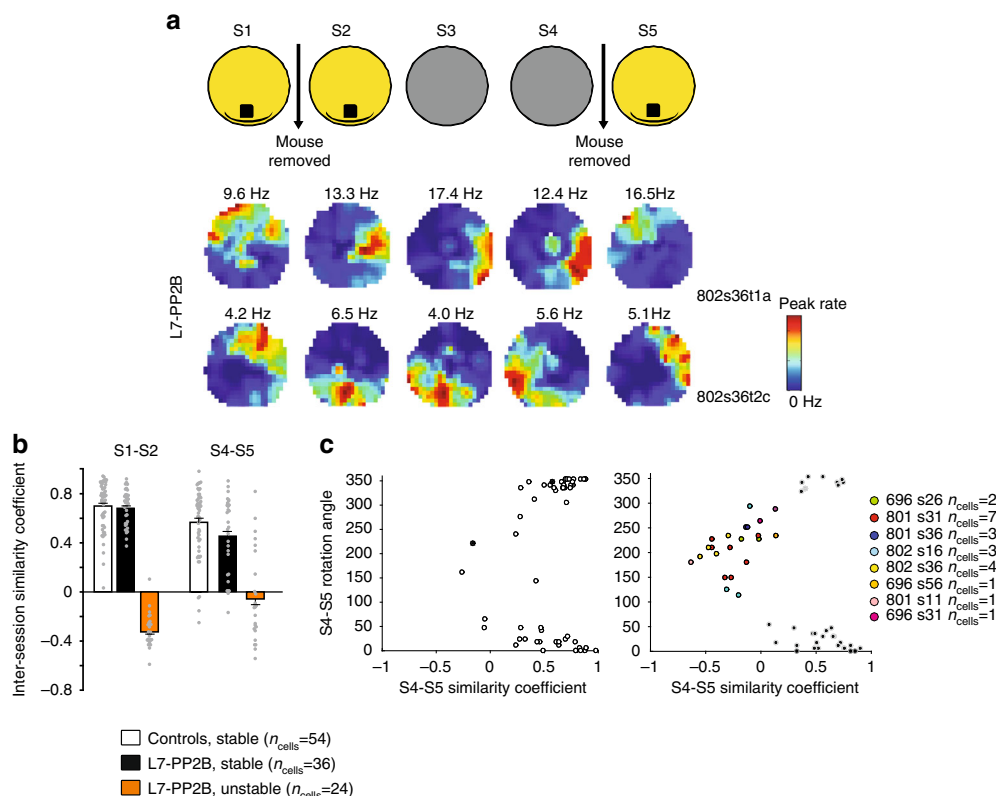 a
S1 S2 S3 S4 S5
Mouse removed
Mouse removed
L7-PP2B
9.6 Hz 13.3 Hz 17.4 Hz 12.4 Hz 16.5Hz
802s36t1a
4.2 Hz 6.5 Hz 4.0 Hz 5.6 Hz 5.1 Hz
802s36t2c
Peak rate
0 Hz
b
S1-S2 S4-S5
Inter-session similarity coefficient
0.8
0.4
0
−0.4
−0.8
Controls, stable (ncells=54)
L7-PP2B, stable (ncells=36)
L7-PP2B, unstable (ncells=24)
c
S4-S5 rotation angle
350
300
250
200
150
100
50
0
−1 −0.5 0 0.5 1
S4-S5 similarity coefficient
350
300
250
200
150
100
50
0
−1 −0.5 0 0.5 1
S4-S5 similarity coefficient
696 s26 ncells=2
801 s31 ncells=7
801 s36 ncells=3
802 s16 ncells=3
802 s36 ncells=4
696 s56 ncells=1
801 s11 ncells=1
696 s31 ncells=1